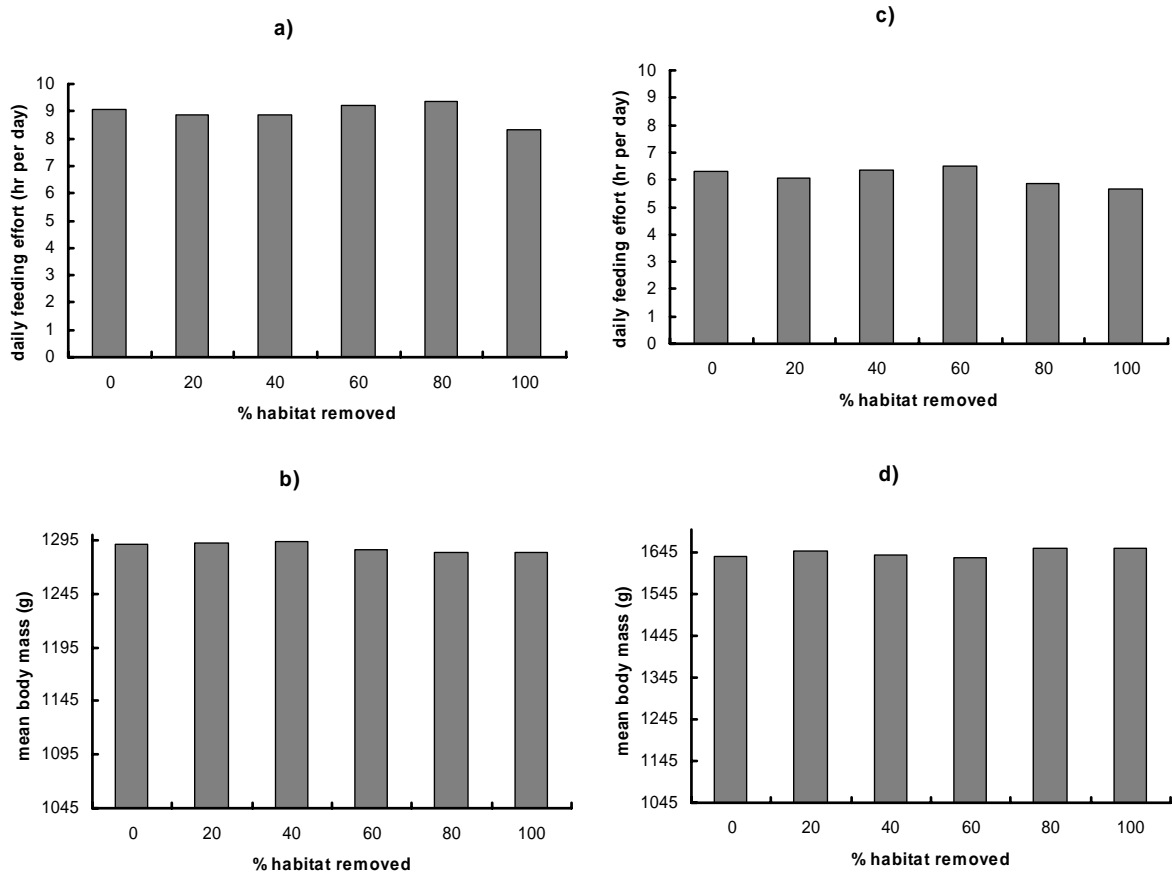 a)
daily feeding effort (hr per day)
10
9
8
7
6
5
4
3
2
1
0
0 20 40 60 80 100
% habitat removed
c)
daily feeding effort (hr per day)
10
9
8
7
6
5
4
3
2
1
0
0 20 40 60 80 100
% habitat removed
b)
mean body mass (g)
1295
1245
1195
1145
1095
1045
0 20 40 60 80 100
% habitat removed
d)
mean body mass (g)
1645
1545
1445
1345
1245
1145
1045
0 20 40 60 80 100
% habitat removed